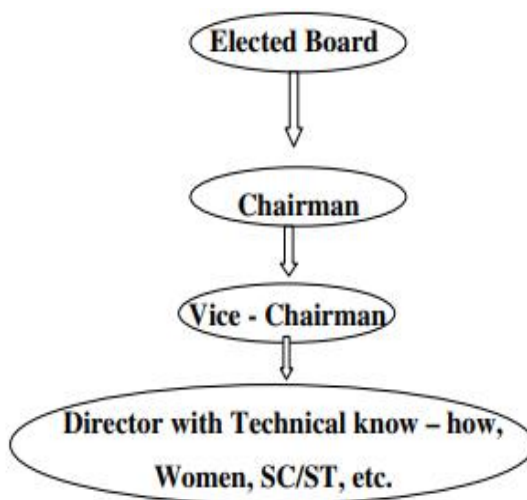 Elected Board
Chairman
Vice - Chairman
Director with Technical know – how,
Women, SC/ST, etc.